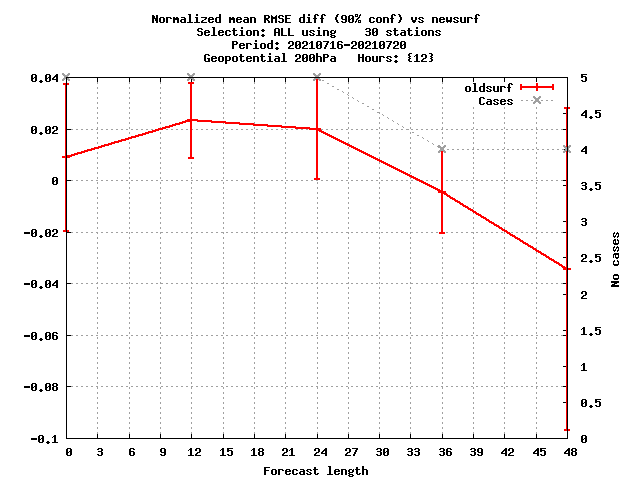 Normalized mean RMSE diff (90% conf) vs newsurf
Selection: ALL using    30 stations
Period: 20210716-20210720
Geopotential 200hPa   Hours: {12}
oldsurf
Cases
0.04
0.02
0
-0.02
-0.04
-0.06
-0.08
-0.1
5
4.5
4
3.5
3
2.5
2
1.5
1
0.5
0
No cases
0 3 6 9 12 15 18 21 24 27 30 33 36 39 42 45 48
Forecast length